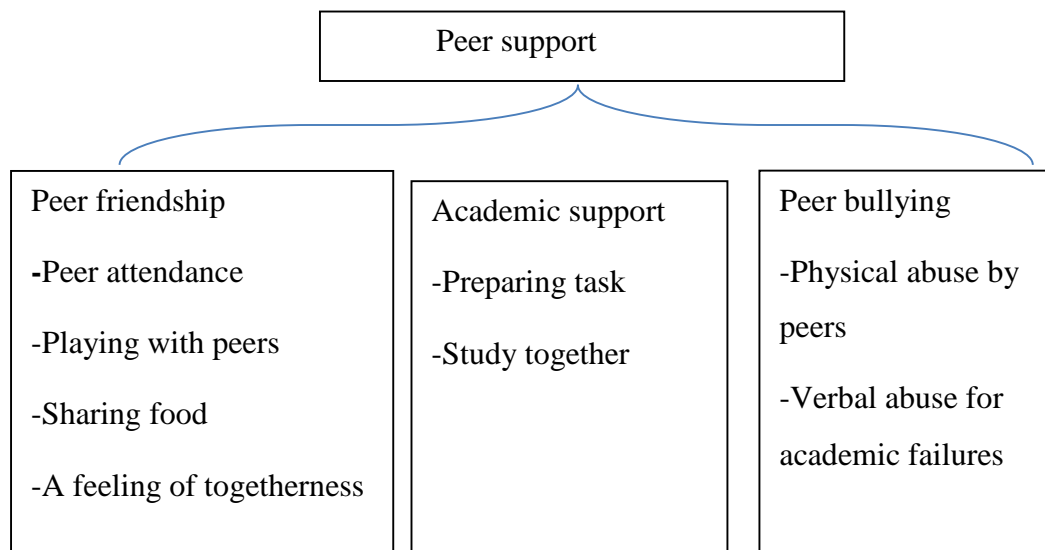 Peer support
Peer friendship
-Peer attendance
-Playing with peers
-Sharing food
-A feeling of togetherness
Academic support
-Preparing task
-Study together
Peer bullying
-Physical abuse by
peers
-Verbal abuse for
academic failures